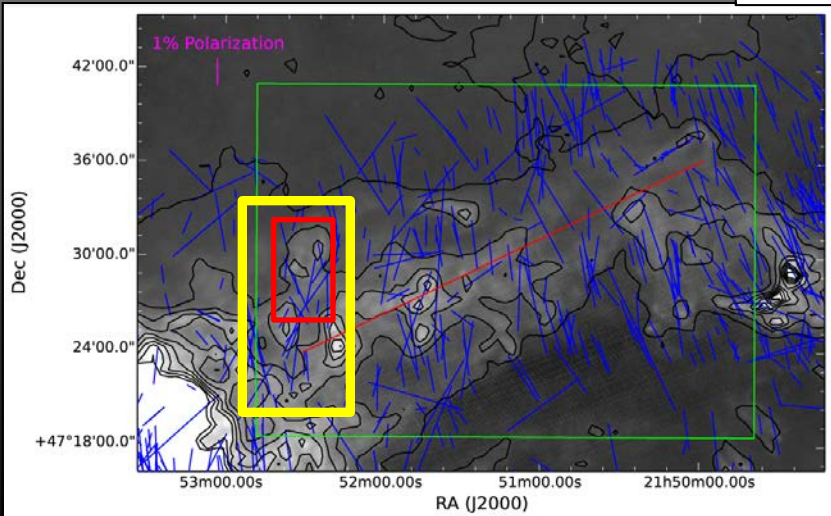 1% Polarization
42'00.0"
36'00.0"
30'00.0"
24'00.0"
+47°18'00.0"
Dec (J2000)
53m00.00s 52m00.00s 51m00.00s 21h50m00.00s
RA (J2000)